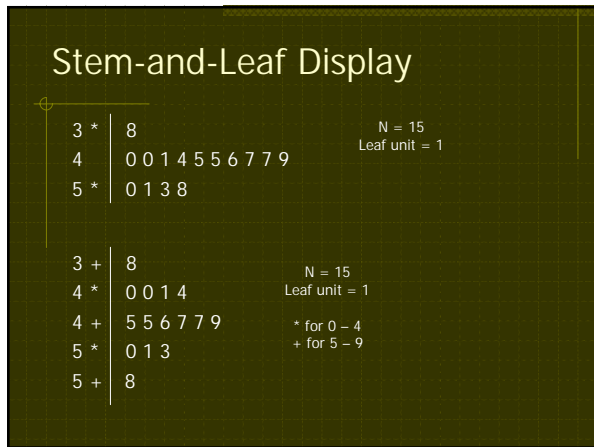 Stem-and-Leaf Display
3 * 8
N = 15
4 0 0 1 4 5 5 6 7 7 9
Leaf unit = 1
5 * 0 1 3 8
3 + 8
N = 15
4 * 0 0 1 4
Leaf unit = 1
4 + 5 5 6 7 7 9
* for 0 – 4
5 * 0 1 3
+ for 5 – 9
5 + 8